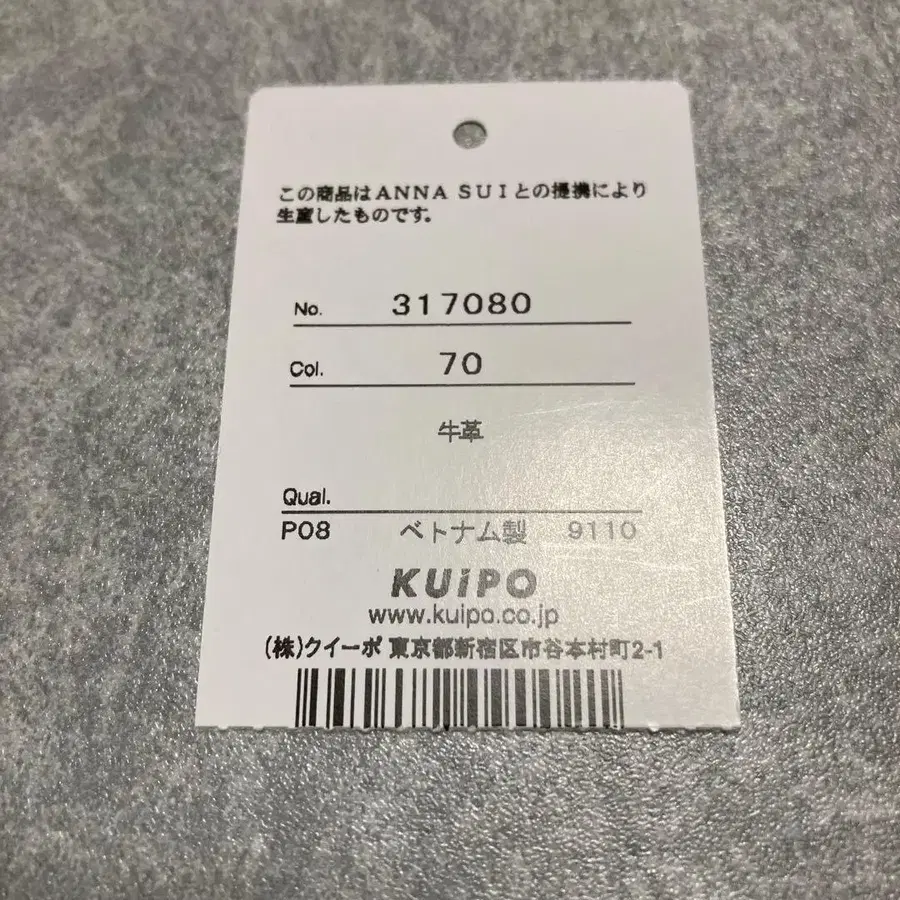 この商品はＡＮＮＡ ＳＵＩとの提携により
生産したものです。
No. 317080
Col. 70
牛革
Qual.
P08 ベトナム製 9110
KUiPO
www.kuipo.co.jp
(株)クイーポ 東京都新宿区市谷本村町2-1